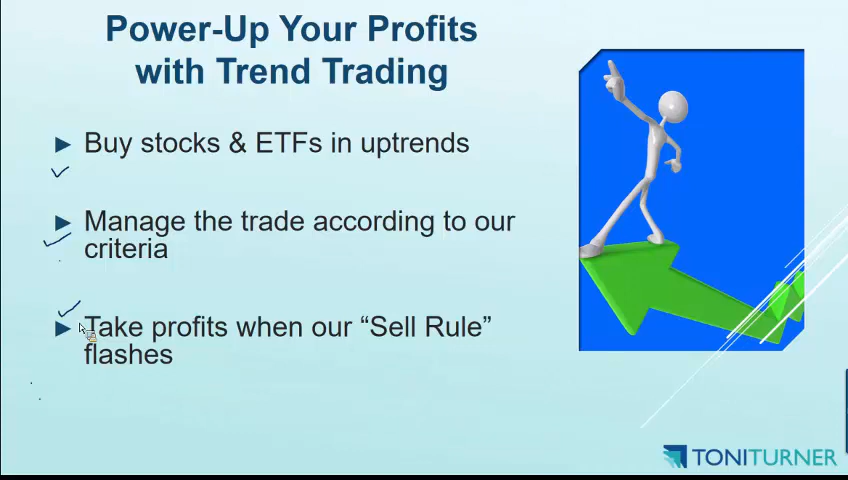 Power-Up Your Profits
with Trend Trading
► Buy stocks & ETFs in uptrends
► Manage the trade according to our
criteria
► Take profits when our “Sell Rule”
flashes
TONITURNER